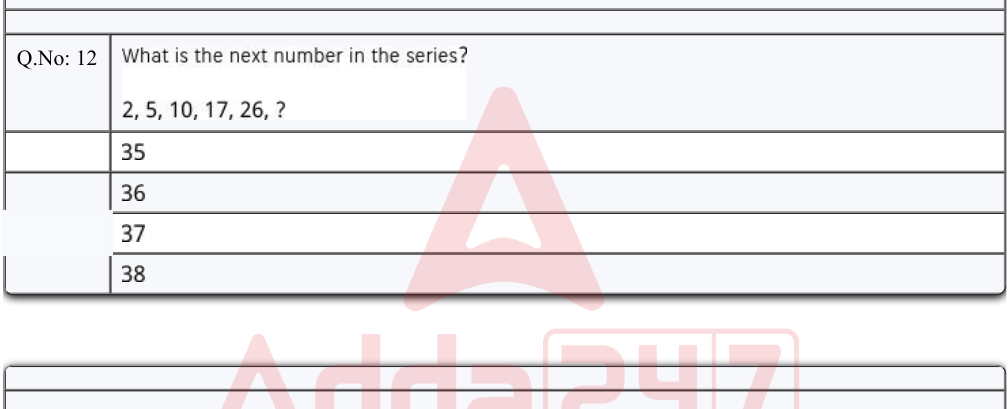 Q.No: 12
What is the next number in the series?
2, 5, 10, 17, 26, ?
35
36
37
38
Adda247